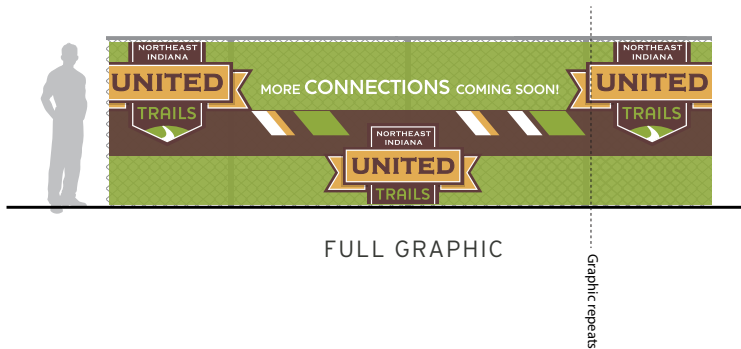 NORTHEAST
INDIANA
UNITED
TRAILS
MORE CONNECTIONS COMING SOON!
NORTHEAST
INDIANA
UNITED
TRAILS
NORTHEAST
INDIANA
UNITED
TRAILS
FULL GRAPHIC
Graphic repeats